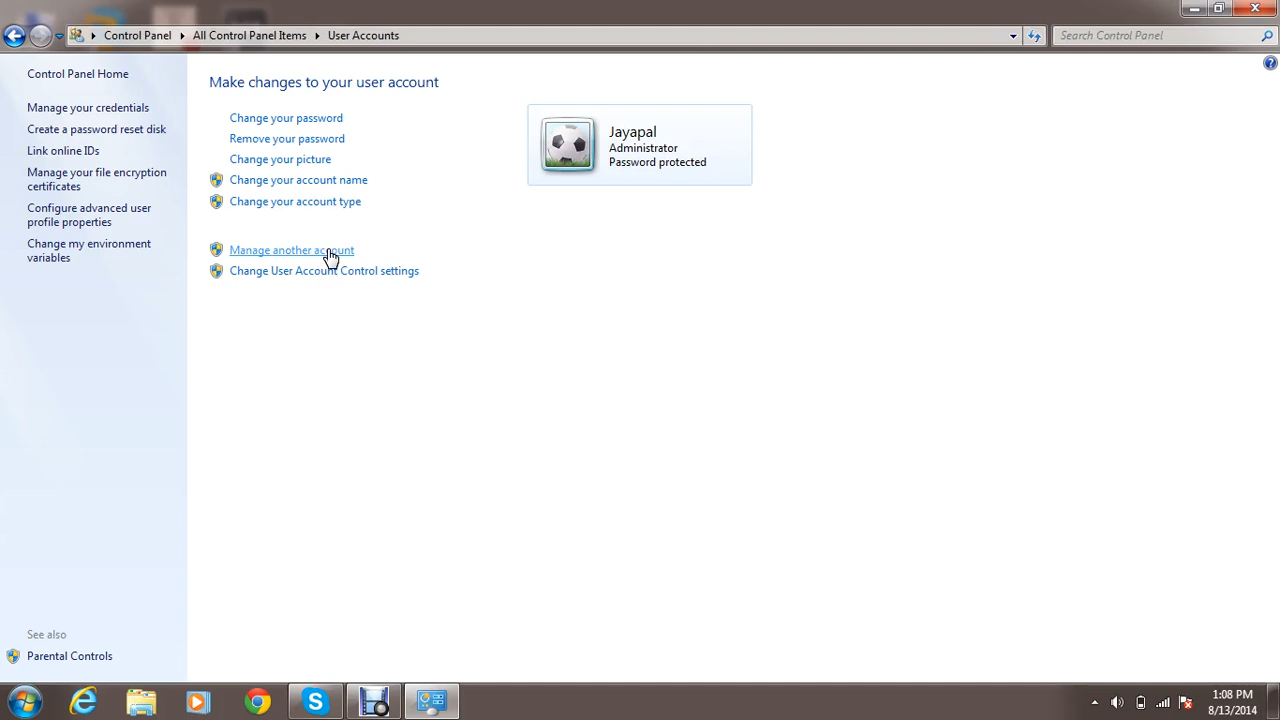 Control Panel All Control Panel Items User Accounts Search Control Panel
Control Panel Home
Manage your credentials
Create a password reset disk
Link online IDs
Manage your file encryption
certificates
Configure advanced user
profile properties
Change my environment
variables
See also
Parental Controls
Make changes to your user account
Change your password
Remove your password
Change your picture
Change your account name
Change your account type
Manage another account
Change User Account Control settings
Jayapal
Administrator
Password protected
1:08 PM
8/13/2014